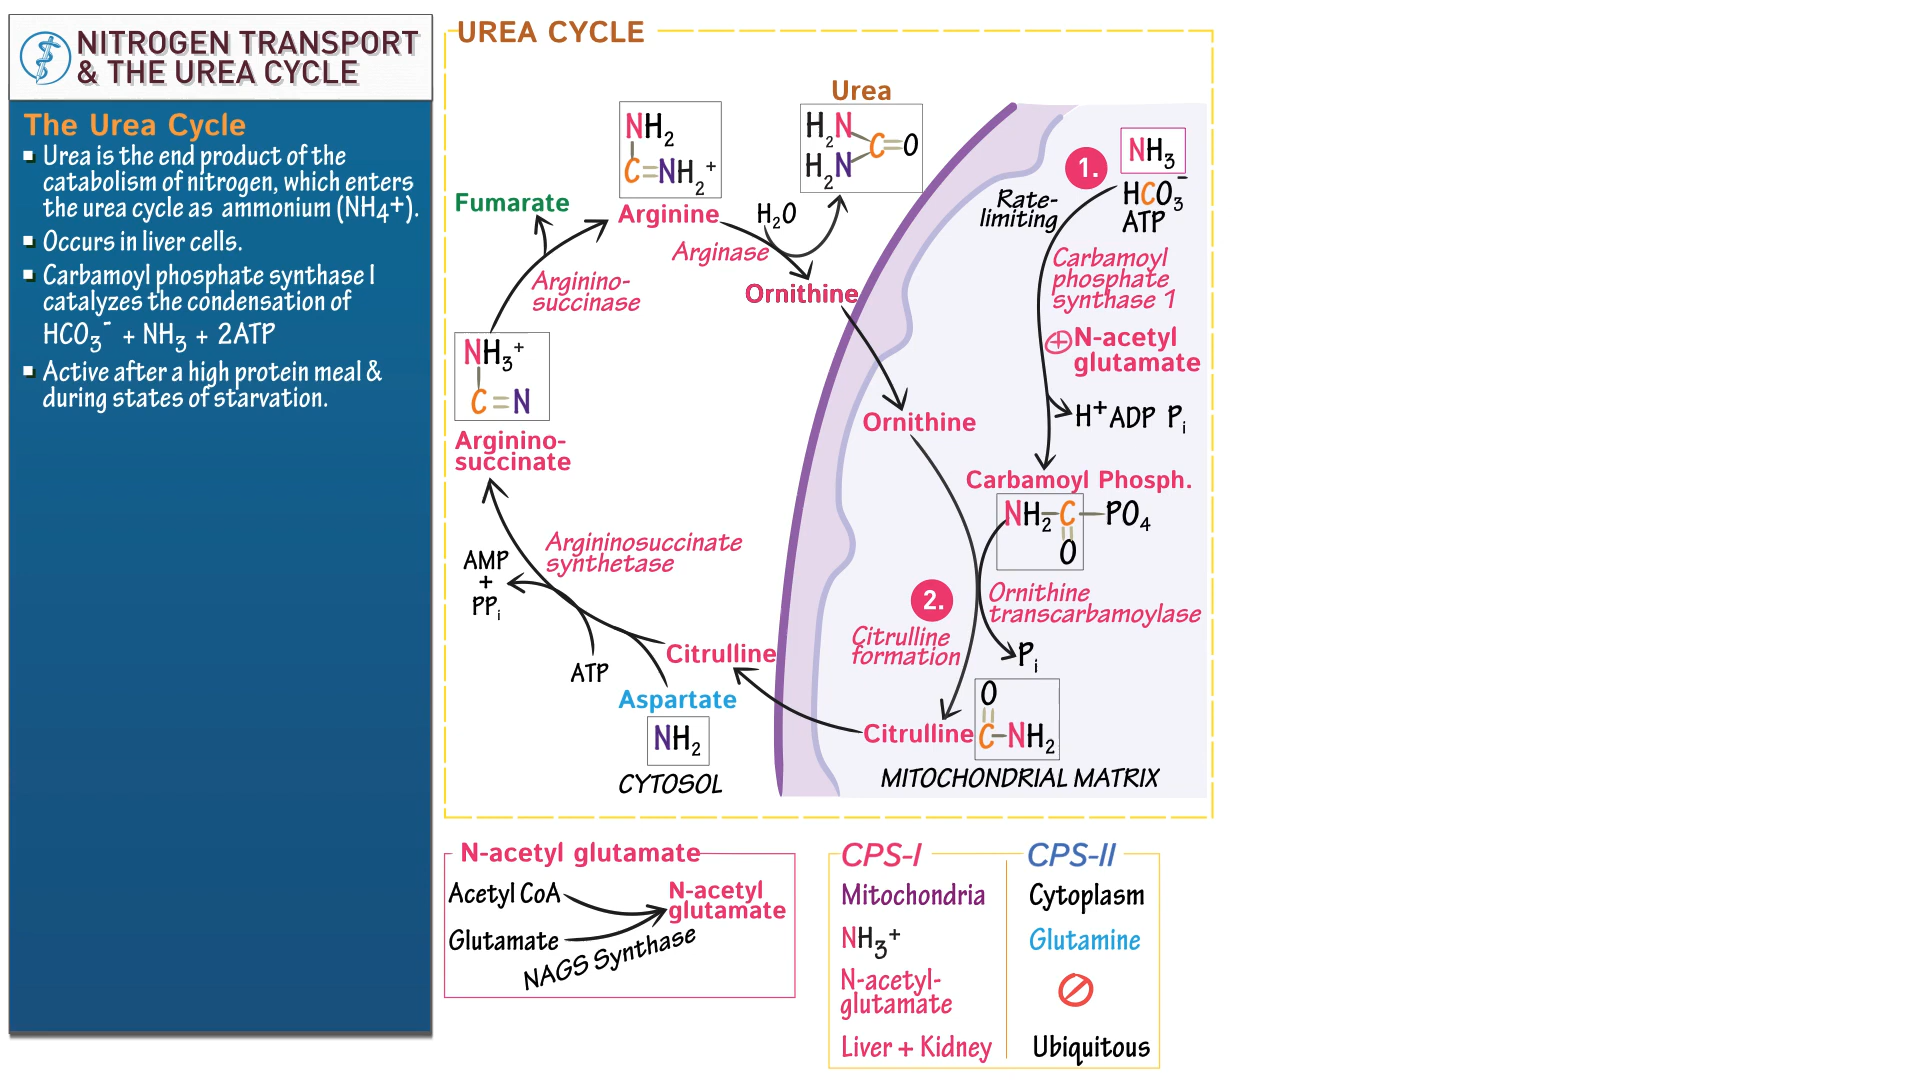 NITROGEN TRANSPORT
& THE UREA CYCLE
The Urea Cycle
Urea is the end product of the
catabolism of nitrogen, which enters
the urea cycle as ammonium (NH4+).
Occurs in liver cells.
Carbamoyl phosphate synthase I
catalyzes the condensation of
HCO₃⁻ + NH₃ + 2ATP
Active after a high protein meal &
during states of starvation.
UREA CYCLE
Urea
H₂N
C=O
H₂N
NH₂
C=NH₂⁺
Arginine
Fumarate
H₂O
Arginase
Ornithine
Arginino-
succinase
NH₃⁺
C=N
Arginino-
succinate
Argininosuccinate
synthetase
AMP
+
PPᵢ
ATP
Citrulline
Aspartate
NH₂
CYTOSOL
1.
NH₃
HCO₃⁻
ATP
Rate-
limiting
Carbamoyl
phosphate
synthase 1
+ N-acetyl
glutamate
H⁺ ADP Pᵢ
Ornithine
Carbamoyl Phosph.
NH₂-C-PO₄
O
2.
Citrulline
formation
Ornithine
transcarbamoylase
Pᵢ
O
Citrulline
C-NH₂
MITOCHONDRIAL MATRIX
N-acetyl glutamate
Acetyl CoA
Glutamate
N-acetyl
glutamate
NAGS Synthase
CPS-I CPS-II
Mitochondria Cytoplasm
NH₃⁺ Glutamine
N-acetyl-
glutamate
Liver + Kidney Ubiquitous